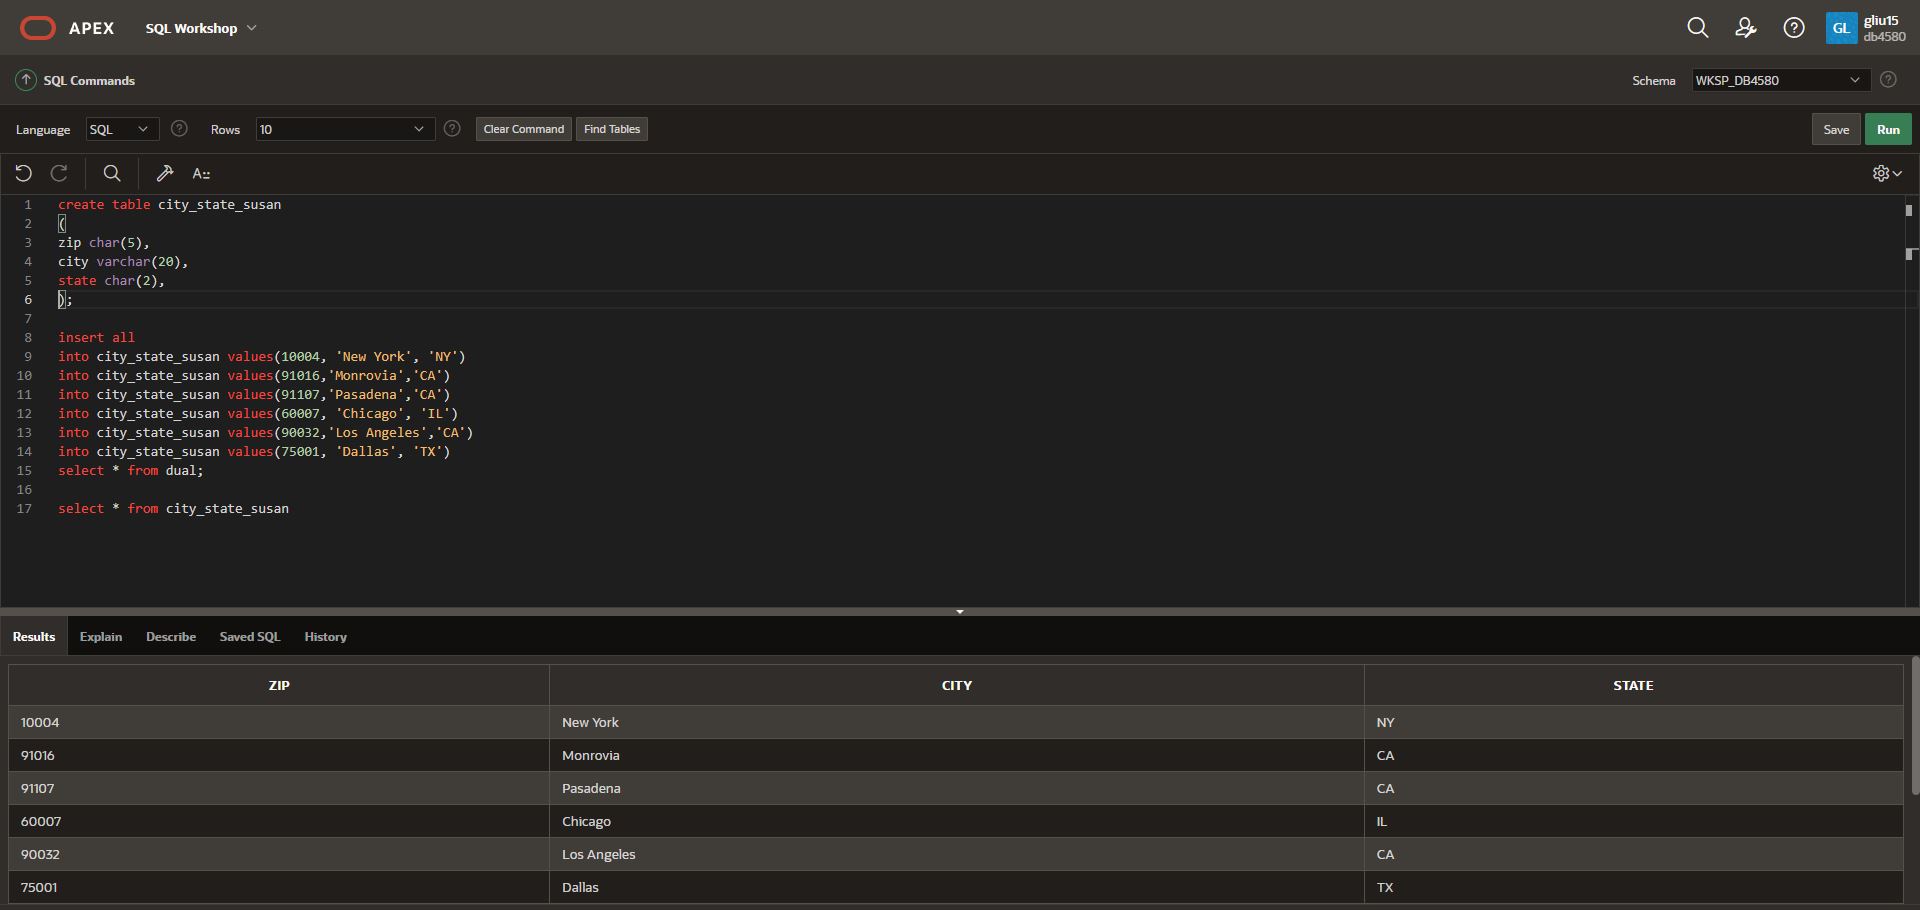 APEX SQL Workshop GL gliu15
db4580
SQL Commands Schema WKSP_DB4580
Language SQL Rows 10 Clear Command Find Tables Save Run
A::
1 create table city_state_susan
2 (
3 zip char(5),
4 city varchar(20),
5 state char(2),
6 );
7
8 insert all
9 into city_state_susan values(10004, 'New York', 'NY')
10 into city_state_susan values(91016,'Monrovia','CA')
11 into city_state_susan values(91107,'Pasadena','CA')
12 into city_state_susan values(60007, 'Chicago', 'IL')
13 into city_state_susan values(90032,'Los Angeles','CA')
14 into city_state_susan values(75001, 'Dallas', 'TX')
15 select * from dual;
16
17 select * from city_state_susan
Results Explain Describe Saved SQL History
ZIP CITY STATE
10004 New York NY
91016 Monrovia CA
91107 Pasadena CA
60007 Chicago IL
90032 Los Angeles CA
75001 Dallas TX